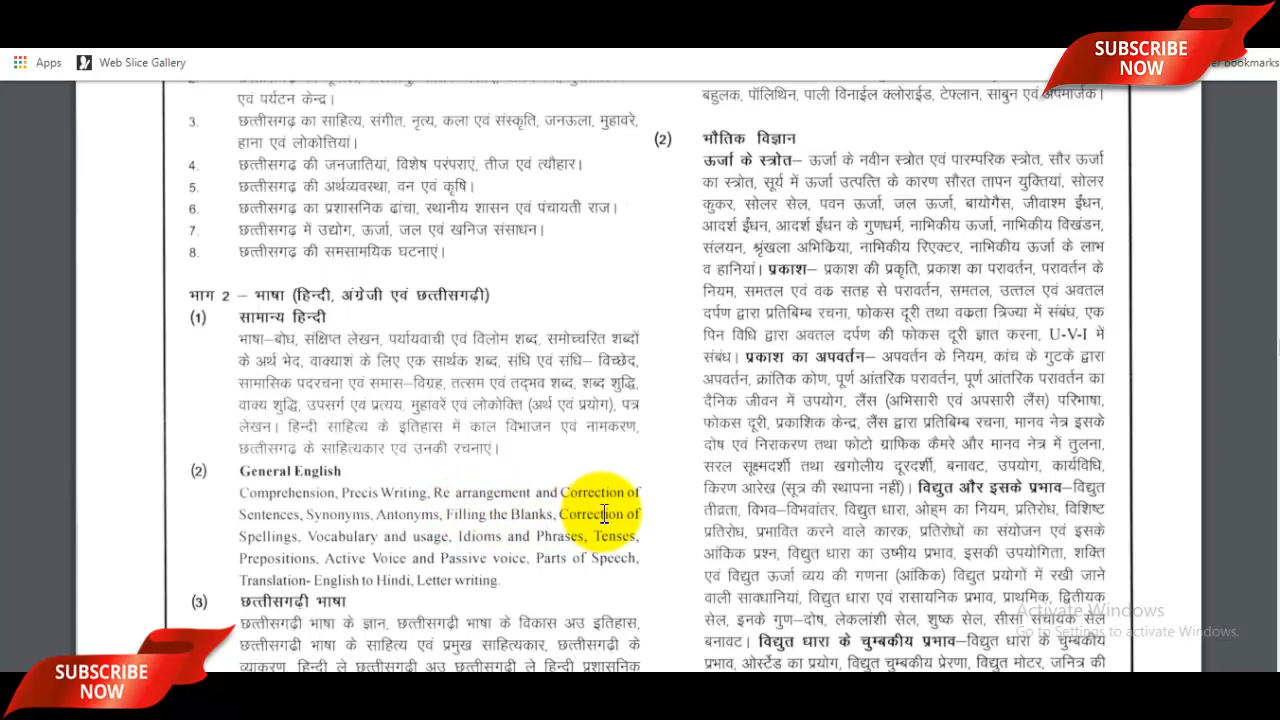 SUBSCRIBE
NOW
Apps
Web Slice Gallery
er bookmarks
एवं पर्यटन केन्द्र।
3. छत्तीसगढ़ का साहित्य, संगीत, नृत्य, कला एवं संस्कृति, जनऊला, मुहावरे,
हाना एवं लोकोत्तियां।
4. छत्तीसगढ़ की जनजातियां, विशेष परंपराएं, तीज एवं त्यौहार।
5. छत्तीसगढ़ की अर्थव्यवस्था, वन एवं कृषि।
6. छत्तीसगढ़ का प्रशासनिक ढांचा, स्थानीय शासन एवं पंचायती राज।
7. छत्तीसगढ़ में उद्योग, ऊर्जा, जल एवं खनिज संसाधन।
8. छत्तीसगढ़ की समसामयिक घटनाएं।
भाग 2 – भाषा (हिन्दी, अंग्रेजी एवं छत्तीसगढ़ी)
(1) सामान्य हिन्दी
भाषा–बोध, संक्षिप्त लेखन, पर्यायवाची एवं विलोम शब्द, समोच्चरित शब्दों
के अर्थ भेद, वाक्याश के लिए एक सार्थक शब्द, संधि एवं संधि– विच्छेद,
सामासिक पदरचना एवं समास–विग्रह, तत्सम एवं तद्भव शब्द, शब्द शुद्धि,
वाक्य शुद्धि, उपसर्ग एवं प्रत्यय, मुहावरें एवं लोकोक्ति (अर्थ एवं प्रयोग), पत्र
लेखन। हिन्दी साहित्य के इतिहास में काल विभाजन एवं नामकरण,
छत्तीसगढ़ के साहित्यकार एवं उनकी रचनाएं।
(2) General English
Comprehension, Precis Writing, Re arrangement and Correction of
Sentences, Synonyms, Antonyms, Filling the Blanks, Correction of
Spellings, Vocabulary and usage, Idioms and Phrases, Tenses,
Prepositions, Active Voice and Passive voice, Parts of Speech,
Translation- English to Hindi, Letter writing.
(3) छत्तीसगढ़ी भाषा
छत्तीसगढ़ी भाषा के ज्ञान, छत्तीसगढ़ी भाषा के विकास अउ इतिहास,
छत्तीसगढ़ी भाषा के साहित्य एवं प्रमुख साहित्यकार, छत्तीसगढ़ी के
व्याकरण, हिन्दी ले छत्तीसगढ़ी अउ छत्तीसगढ़ी ले हिन्दी प्रशासनिक
बहुलक, पॉलिथिन, पाली विनाईल क्लोराईड, टेफ्लान, साबुन एवं अपमार्जक।
(2) भौतिक विज्ञान
ऊर्जा के स्त्रोत– ऊर्जा के नवीन स्त्रोत एवं पारम्परिक स्त्रोत, सौर ऊर्जा
का स्त्रोत, सूर्य में ऊर्जा उत्पत्ति के कारण सौरत तापन युक्तियां, सोलर
कुकर, सोलर सेल, पवन ऊर्जा, जल ऊर्जा, बायोगैस, जीवाश्म ईंधन,
आदर्श ईंधन, आदर्श ईंधन के गुणधर्म, नाभिकीय ऊर्जा, नाभिकीय विखंडन,
संलयन, श्रृंखला अभिक्रिया, नाभिकीय रिएक्टर, नाभिकीय ऊर्जा के लाभ
व हानियां। प्रकाश– प्रकाश की प्रकृति, प्रकाश का परावर्तन, परावर्तन के
नियम, समतल एवं वक्र सतह से परावर्तन, समतल, उत्तल एवं अवतल
दर्पण द्वारा प्रतिबिम्ब रचना, फोकस दूरी तथा वक्रता त्रिज्या में संबंध, एक
पिन विधि द्वारा अवतल दर्पण की फोकस दूरी ज्ञात करना, U-V-I में
संबंध। प्रकाश का अपवर्तन– अपवर्तन के नियम, कांच के गुटके द्वारा
अपवर्तन, क्रांतिक कोण, पूर्ण आंतरिक परावर्तन, पूर्ण आंतरिक परावर्तन का
दैनिक जीवन में उपयोग, लैंस (अभिसारी एवं अपसारी लैंस) परिभाषा,
फोकस दूरी, प्रकाशिक केन्द्र, लैंस द्वारा प्रतिबिम्ब रचना, मानव नेत्र इसके
दोष एवं निराकरण तथा फोटो ग्राफिक कैमरे और मानव नेत्र में तुलना,
सरल सूक्ष्मदर्शी तथा खगोलीय दूरदर्शी, बनावट, उपयोग, कार्यविधि,
किरण आरेख (सूत्र की स्थापना नहीं)। विद्युत और इसके प्रभाव–विद्युत
तीव्रता, विभव–विभवांतर, विद्युत धारा, ओह्म का नियम, प्रतिरोध, विशिष्ट
प्रतिरोध, प्रभावित करने वाले कारक, प्रतिरोधों का संयोजन एवं इसके
आंकिक प्रश्न, विद्युत धारा का उष्मीय प्रभाव, इसकी उपयोगिता, शक्ति
एवं विद्युत ऊर्जा व्यय की गणना (आंकिक) विद्युत प्रयोगों में रखी जाने
वाली सावधानियां, विद्युत धारा एवं रासायनिक प्रभाव, प्राथमिक, द्वितीयक
सेल, इनके गुण–दोष, लेकलांशी सेल, शुष्क सेल, सीसा संचायक सेल
बनावट। विद्युत धारा के चुम्बकीय प्रभाव–विद्युत धारा के चुम्बकीय
प्रभाव, ओर्स्टेड का प्रयोग, विद्युत चुम्बकीय प्रेरणा, विद्युत मोटर, जनित्र की
Activate Windows
Go to Settings to activate Windows.
SUBSCRIBE
NOW